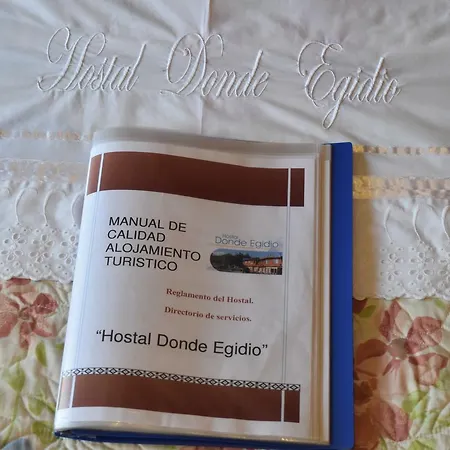 Hostal Donde Egidio
MANUAL DE
CALIDAD
ALOJAMIENTO
TURISTICO
Hostal
Donde Egidio
Reglamento del Hostal.
Directorio de servicios.
“Hostal Donde Egidio”